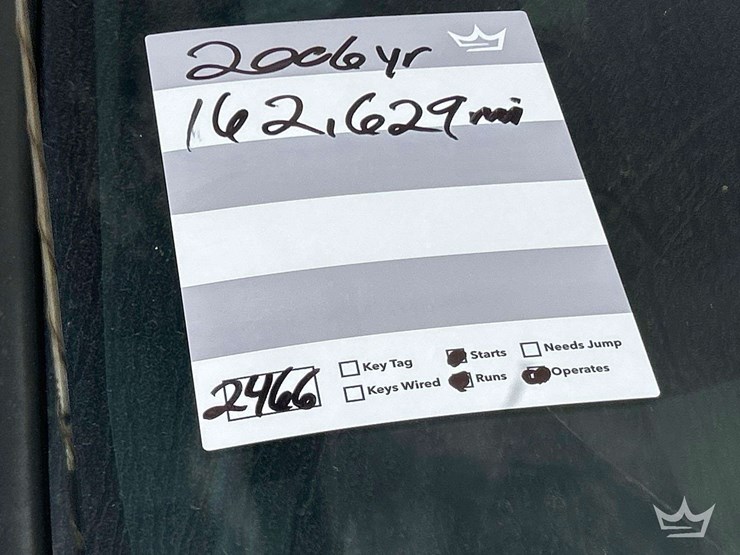 2006 yr
162,629 mi
2466
Key Tag
Starts
Needs Jump
Keys Wired
Runs
Operates